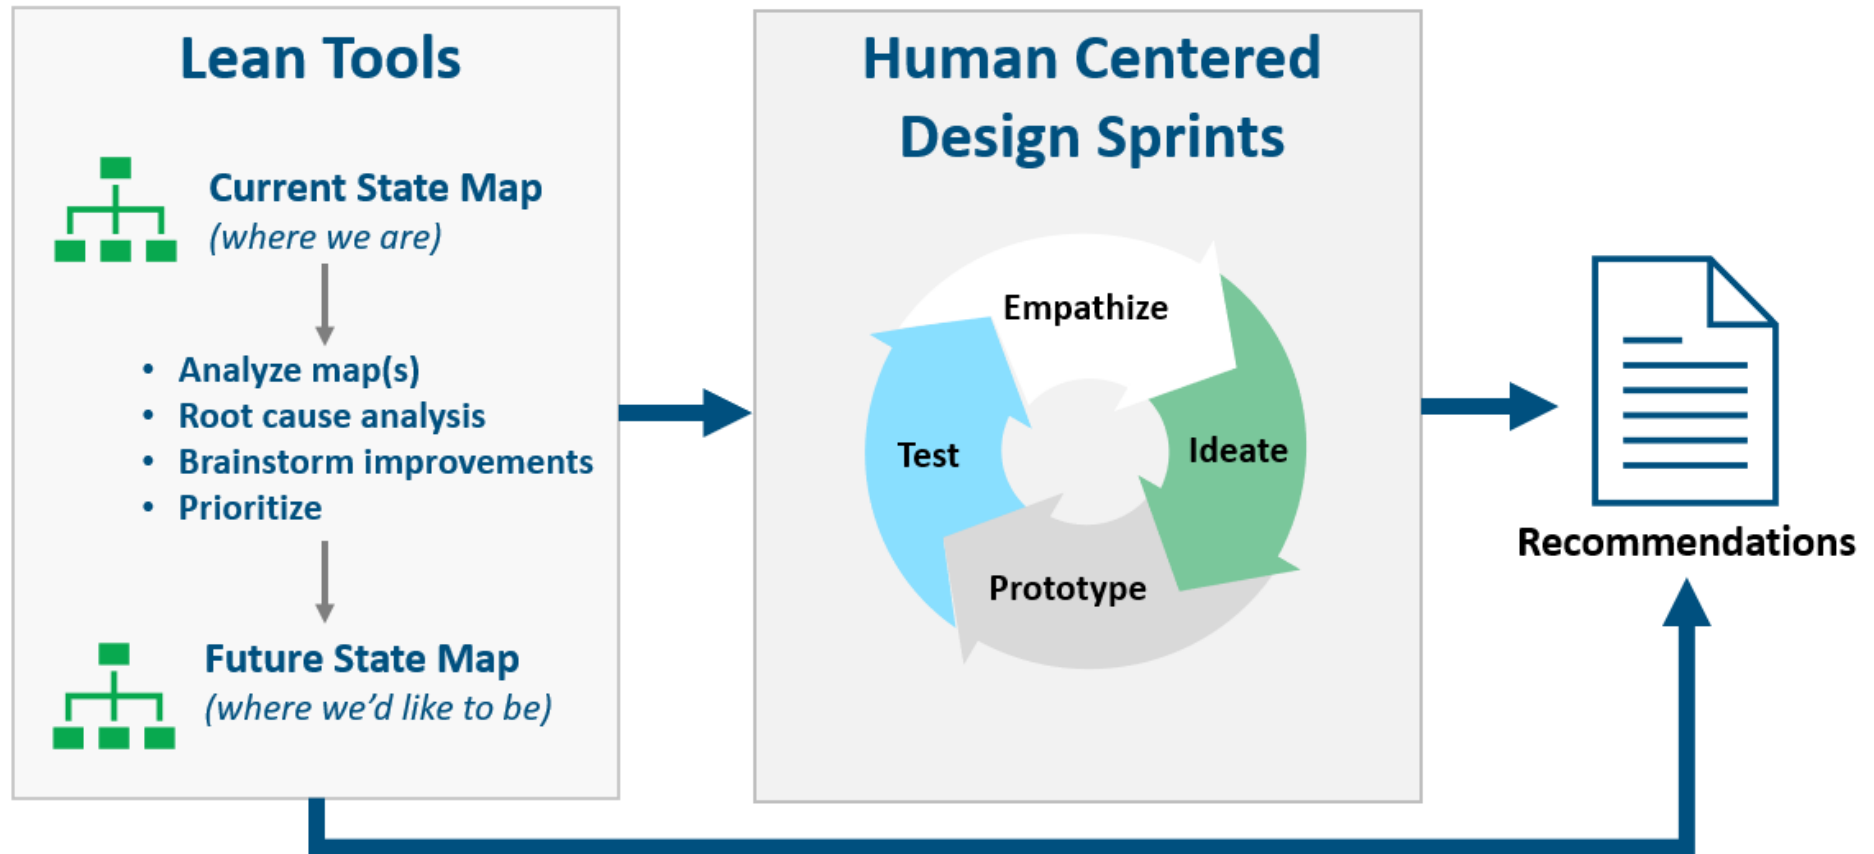 Lean Tools
Current State Map
(where we are)
• Analyze map(s)
• Root cause analysis
• Brainstorm improvements
• Prioritize
Future State Map
(where we’d like to be)
Human Centered
Design Sprints
Empathize
Ideate
Prototype
Test
Recommendations